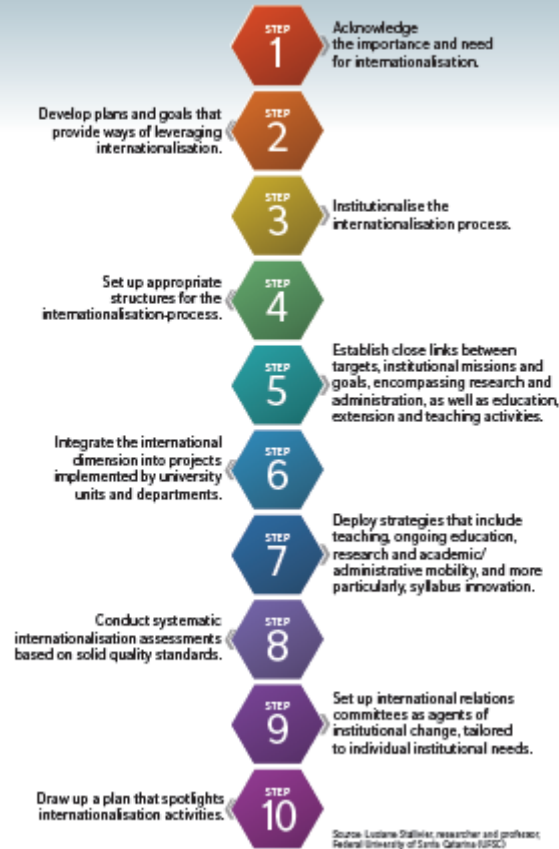 STEP
1
Acknowledge
the importance and need
for internationalisation.
STEP
2
Develop plans and goals that
provide ways of leveraging
internationalisation.
STEP
3
Institutionalise the
internationalisation process.
STEP
4
Set up appropriate
structures for the
internationalisation-process.
STEP
5
Establish close links between
targets, institutional missions and
goals, encompassing research and
administration, as well as education,
extension and teaching activities.
STEP
6
Integrate the international
dimension into projects
implemented by university
units and departments.
STEP
7
Deploy strategies that include
teaching, ongoing education,
research and academic/
administrative mobility, and more
particularly, syllabus innovation.
STEP
8
Conduct systematic
internationalisation assessments
based on solid quality standards.
STEP
9
Set up international relations
committees as agents of
institutional change, tailored
to individual institutional needs.
STEP
10
Draw up a plan that spotlights
internationalisation activities.
Source: Luciane Stallivier, researcher and professor,
Federal University of Santa Catarina (UFSC)